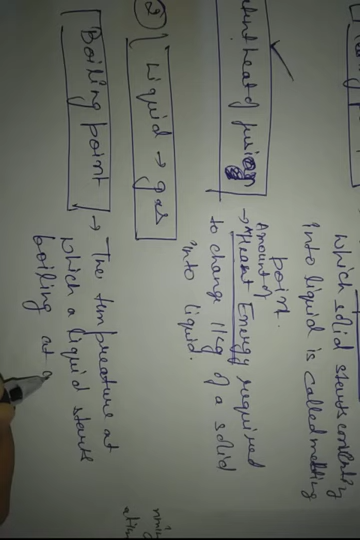 which solid starts converting
into liquid is called melting
point.
latent heat of fusion → Amount of
Heat Energy required
to change 1kg of a solid
into liquid.
② Liquid → gas
Boiling point → The tempreature at
which a liquid starts
boiling at a